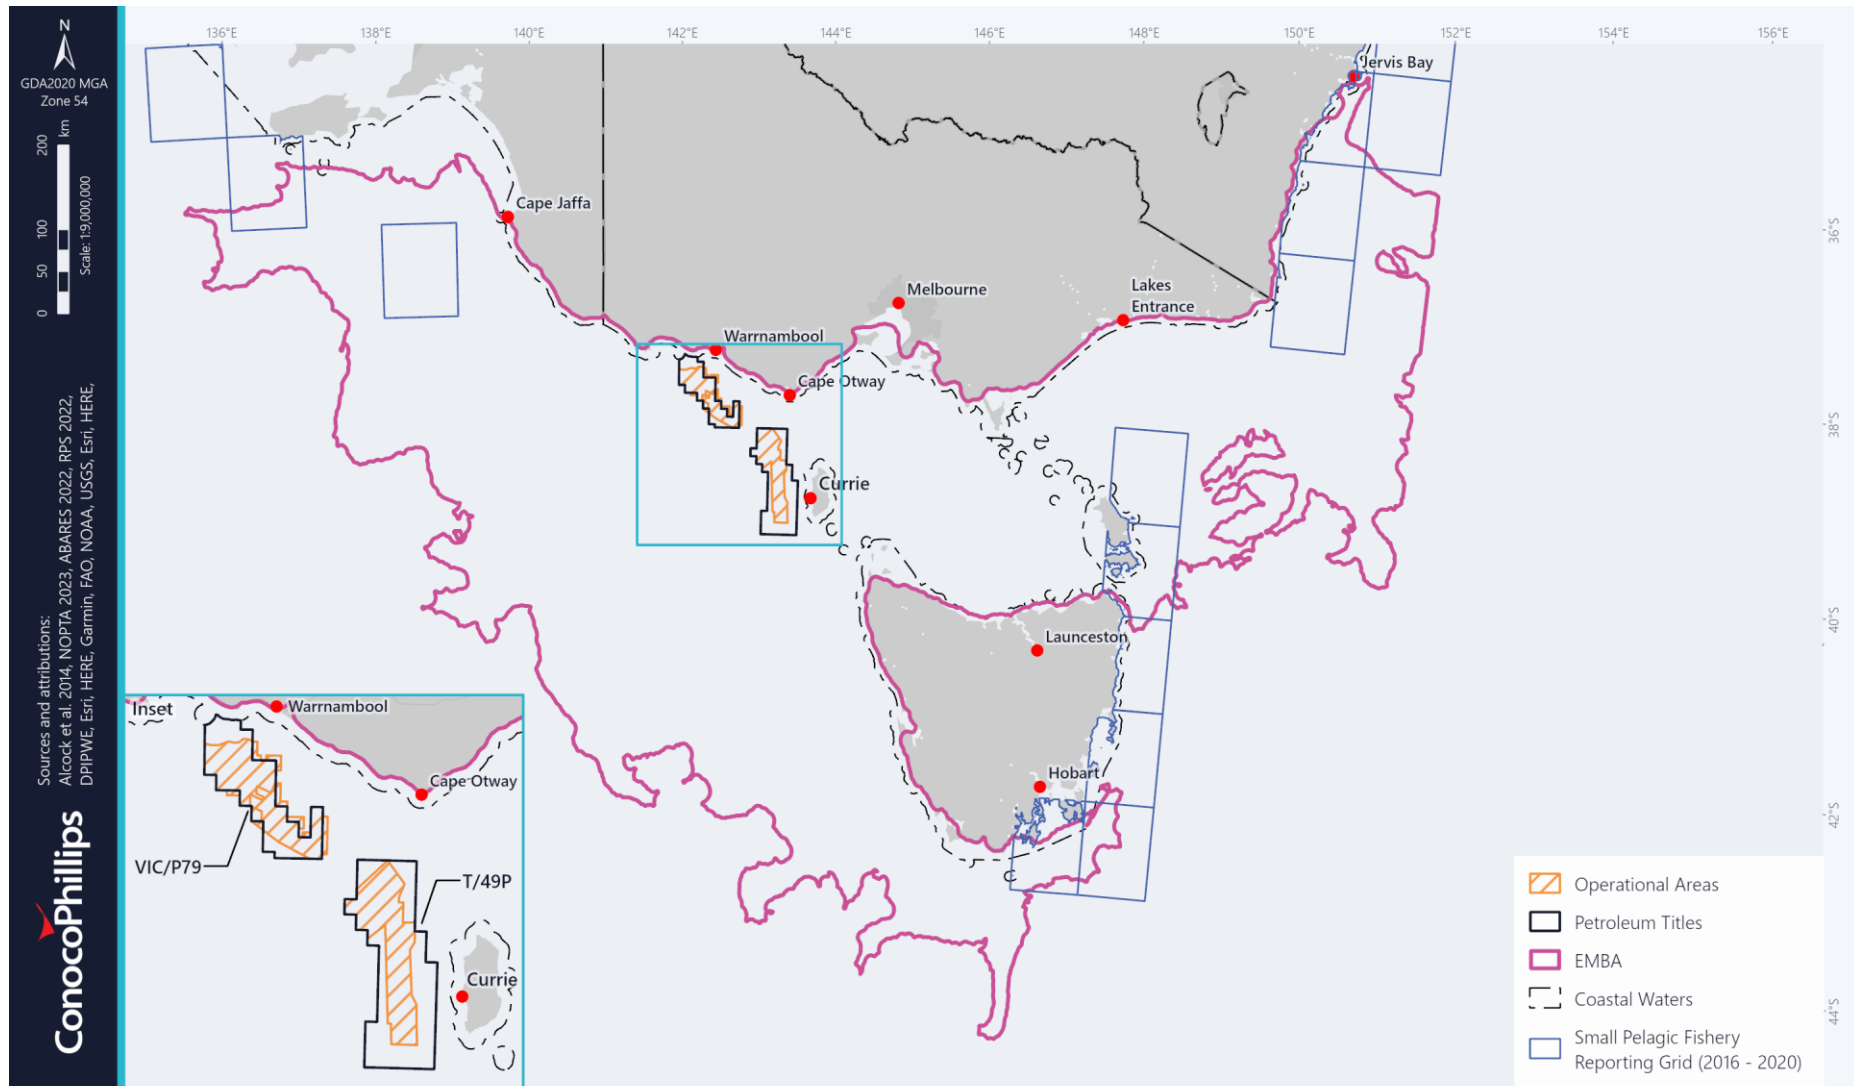 N
GDA2020 MGA
Zone 54
0 50 100 200
km
Scale: 1:9,000,000
Sources and attributions:
Alcock et al. 2014, NOPTA 2023, ABARES 2022, RPS 2022,
DPIPWE, Esri, HERE, Garmin, FAO, NOAA, USGS, Esri, HERE,
ConocoPhillips
136°E 138°E 140°E 142°E 144°E 146°E 148°E 150°E 152°E 154°E 156°E
36°S
38°S
40°S
42°S
44°S
Jervis Bay
Cape Jaffa
Melbourne
Lakes
Entrance
Warrnambool
Cape Otway
Currie
Launceston
Hobart
Inset
Warrnambool
Cape Otway
VIC/P79
T/49P
Currie
Operational Areas
Petroleum Titles
EMBA
Coastal Waters
Small Pelagic Fishery
Reporting Grid (2016 - 2020)